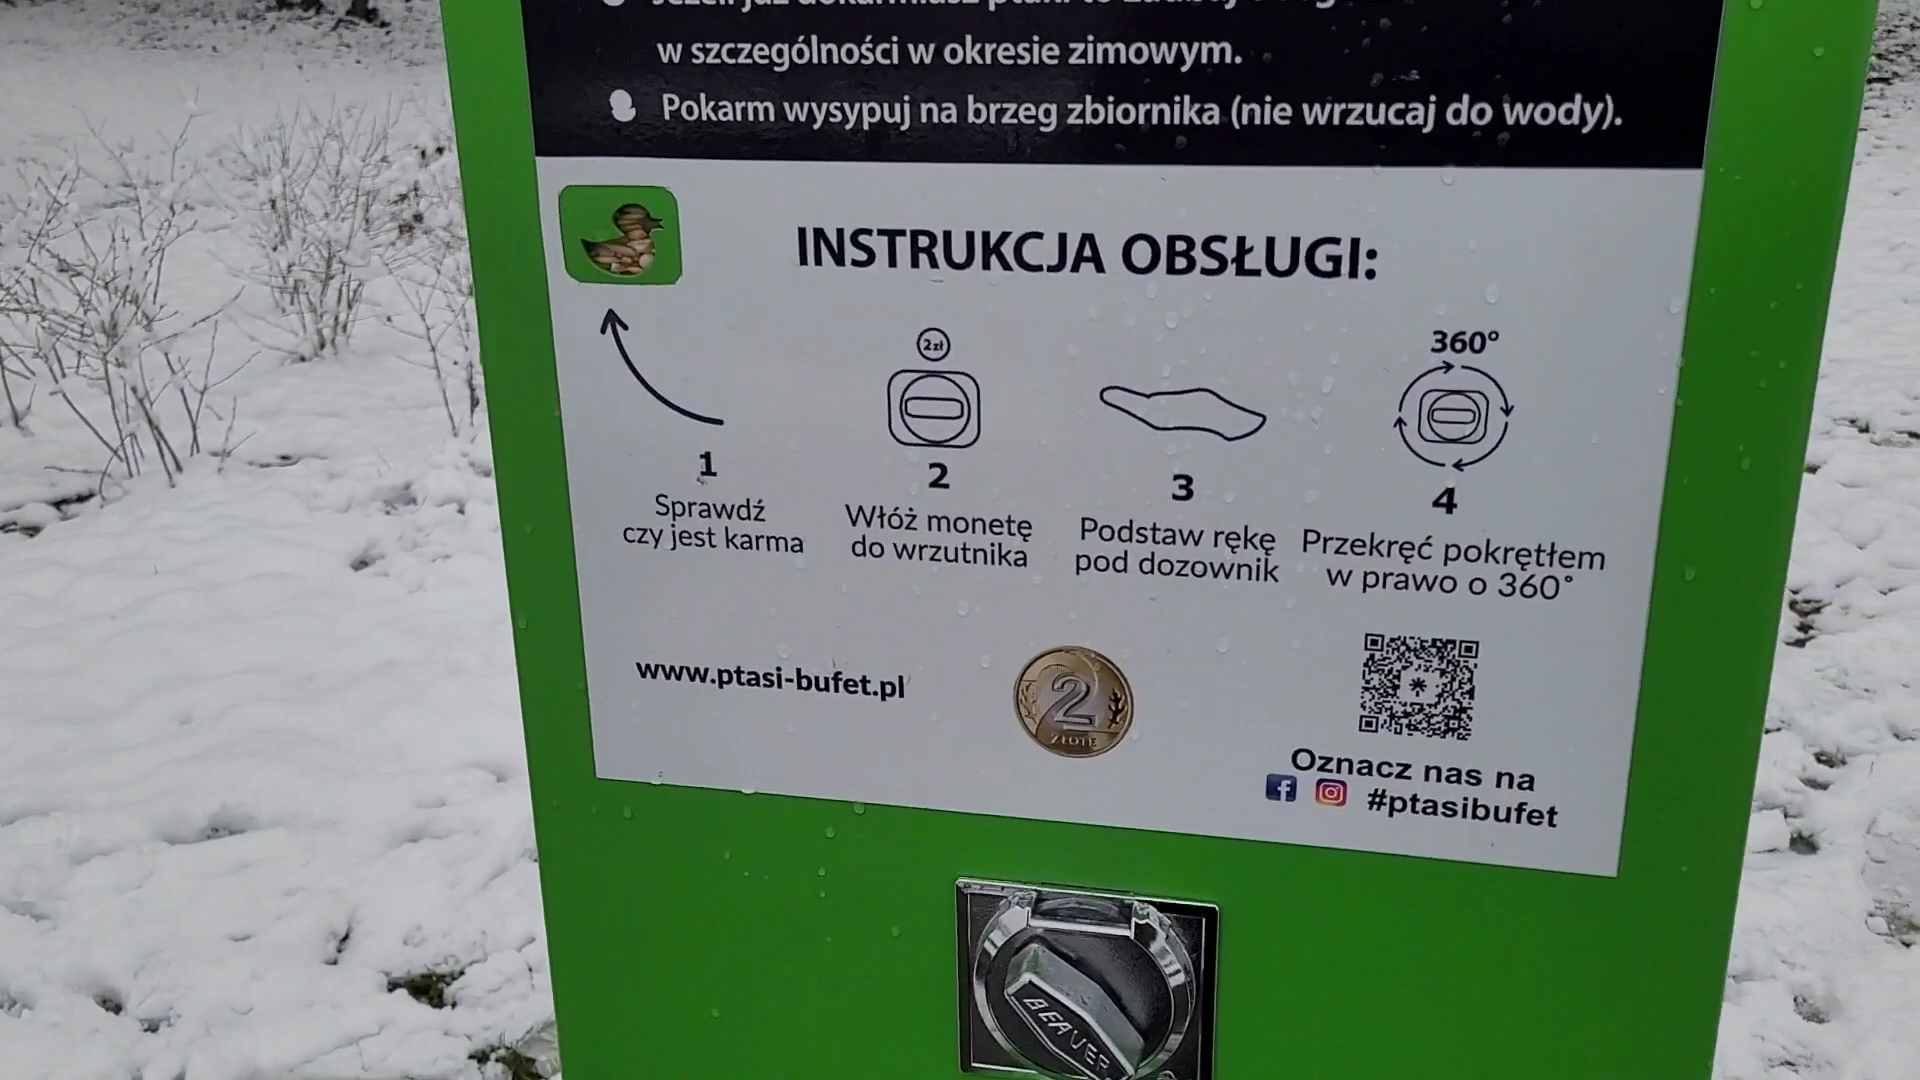 w szczególności w okresie zimowym.
Pokarm wysypuj na brzeg zbiornika (nie wrzucaj do wody).
INSTRUKCJA OBSŁUGI:
2zł
360°
1
Sprawdź
czy jest karma
2
Włóż monetę
do wrzutnika
3
Podstaw rękę
pod dozownik
4
Przekręć pokrętłem
w prawo o 360°
www.ptasi-bufet.pl
2
ZŁOTE
Oznacz nas na
#ptasibufet
BEAVER